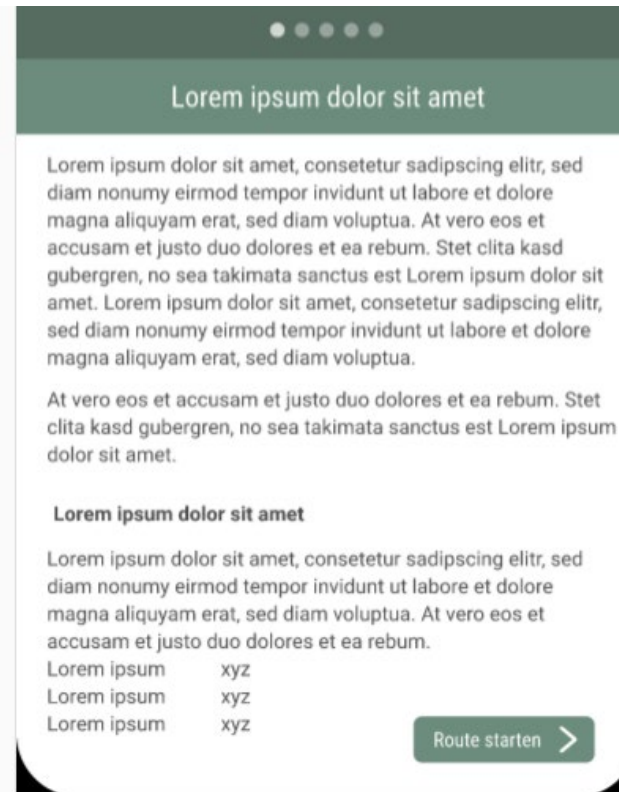 Lorem ipsum dolor sit amet
Lorem ipsum dolor sit amet, consetetur sadipscing elitr, sed
diam nonumy eirmod tempor invidunt ut labore et dolore
magna aliquyam erat, sed diam voluptua. At vero eos et
accusam et justo duo dolores et ea rebum. Stet clita kasd
gubergren, no sea takimata sanctus est Lorem ipsum dolor sit
amet. Lorem ipsum dolor sit amet, consetetur sadipscing elitr,
sed diam nonumy eirmod tempor invidunt ut labore et dolore
magna aliquyam erat, sed diam voluptua.
At vero eos et accusam et justo duo dolores et ea rebum. Stet
clita kasd gubergren, no sea takimata sanctus est Lorem ipsum
dolor sit amet.
Lorem ipsum dolor sit amet
Lorem ipsum dolor sit amet, consetetur sadipscing elitr, sed
diam nonumy eirmod tempor invidunt ut labore et dolore
magna aliquyam erat, sed diam voluptua. At vero eos et
accusam et justo duo dolores et ea rebum.
Lorem ipsum xyz
Lorem ipsum xyz
Lorem ipsum xyz
Route starten